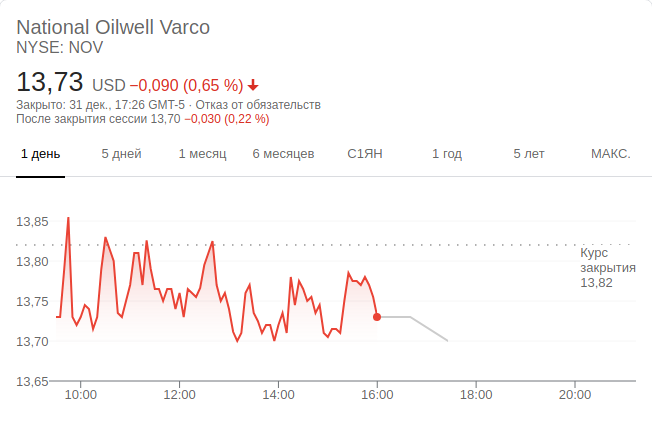 National Oilwell Varco
NYSE: NOV
13,73 USD −0,090 (0,65 %)
Закрыто: 31 дек., 17:26 GMT-5 · Отказ от обязательств
После закрытия сессии 13,70 −0,030 (0,22 %)
1 день 5 дней 1 месяц 6 месяцев С1ЯН 1 год 5 лет МАКС.
13,85
Курс
закрытия
13,82
13,80
13,75
13,70
13,65
10:00 12:00 14:00 16:00 18:00 20:00